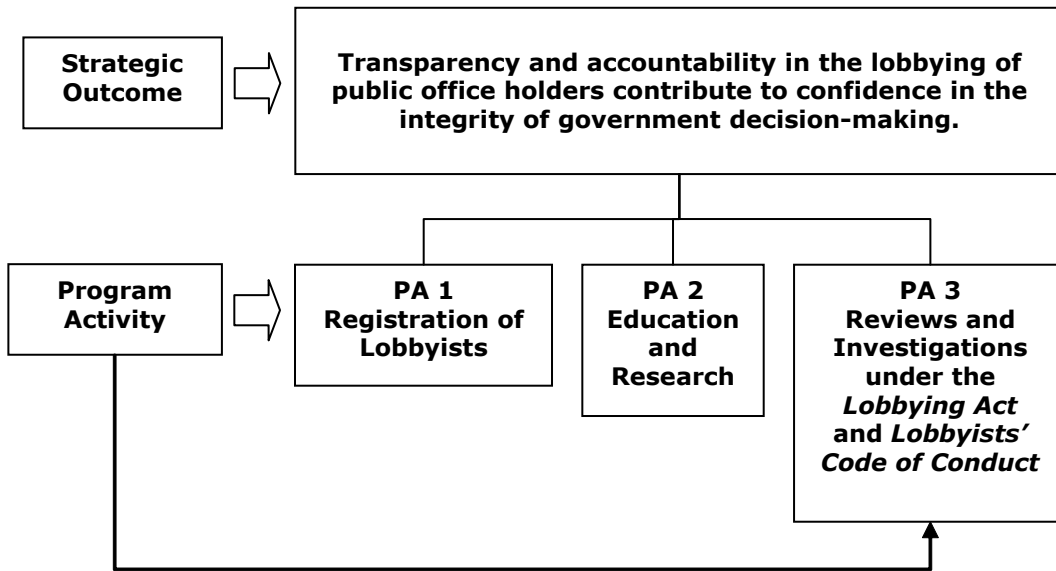 Strategic
Outcome
Transparency and accountability in the lobbying of
public office holders contribute to confidence in the
integrity of government decision-making.
Program
Activity
PA 1
Registration of
Lobbyists
PA 2
Education
and
Research
PA 3
Reviews and
Investigations
under the
Lobbying Act
and Lobbyists’
Code of Conduct